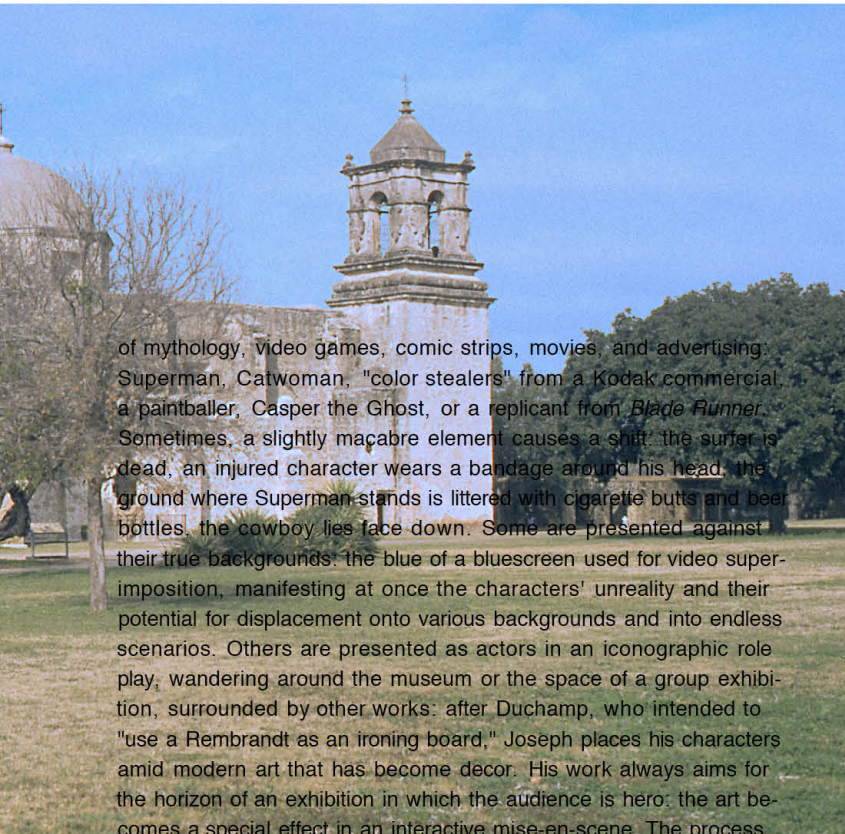 of mythology, video games, comic strips, movies, and advertising:
Superman, Catwoman, "color stealers" from a Kodak commercial,
a paintballer, Casper the Ghost, or a replicant from Blade Runner.
Sometimes, a slightly macabre element causes a shift: the surfer is
dead, an injured character wears a bandage around his head, the
ground where Superman stands is littered with cigarette butts and beer
bottles, the cowboy lies face down. Some are presented against
their true backgrounds: the blue of a bluescreen used for video super-
imposition, manifesting at once the characters' unreality and their
potential for displacement onto various backgrounds and into endless
scenarios. Others are presented as actors in an iconographic role
play, wandering around the museum or the space of a group exhibi-
tion, surrounded by other works: after Duchamp, who intended to
"use a Rembrandt as an ironing board," Joseph places his characters
amid modern art that has become decor. His work always aims for
the horizon of an exhibition in which the audience is hero: the art be-
comes a special effect in an interactive mise-en-scene. The process